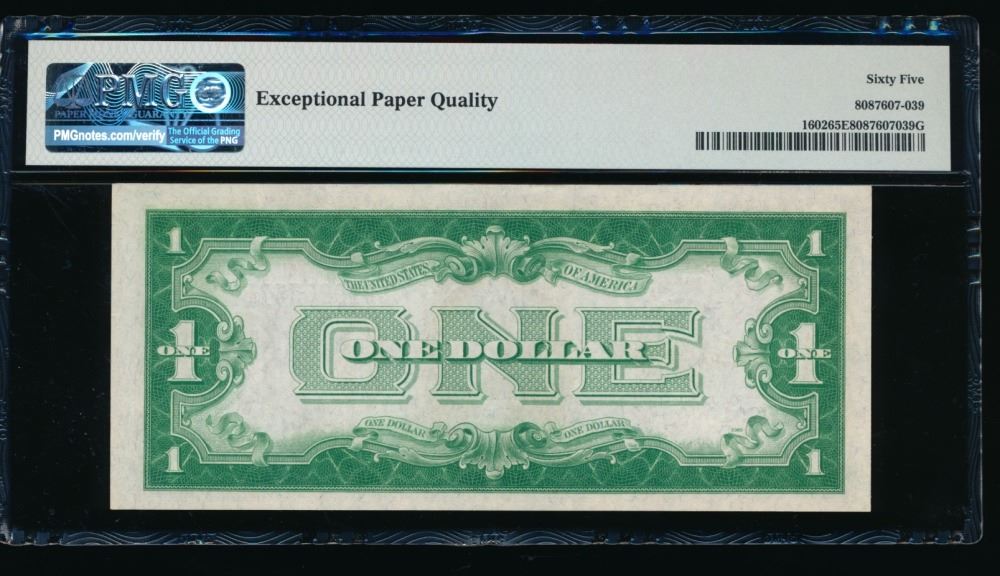 PMG
PAPER MONEY GUARANTY
PMGnotes.com/verify
The Official Grading
Service of the PNG
Exceptional Paper Quality
Sixty Five
8087607-039
160265E8087607039G
1
1
THE UNITED STATES
OF AMERICA
1
ONE
ONE
ONE DOLLAR
1
ONE
ONE DOLLAR
ONE DOLLAR
1
1